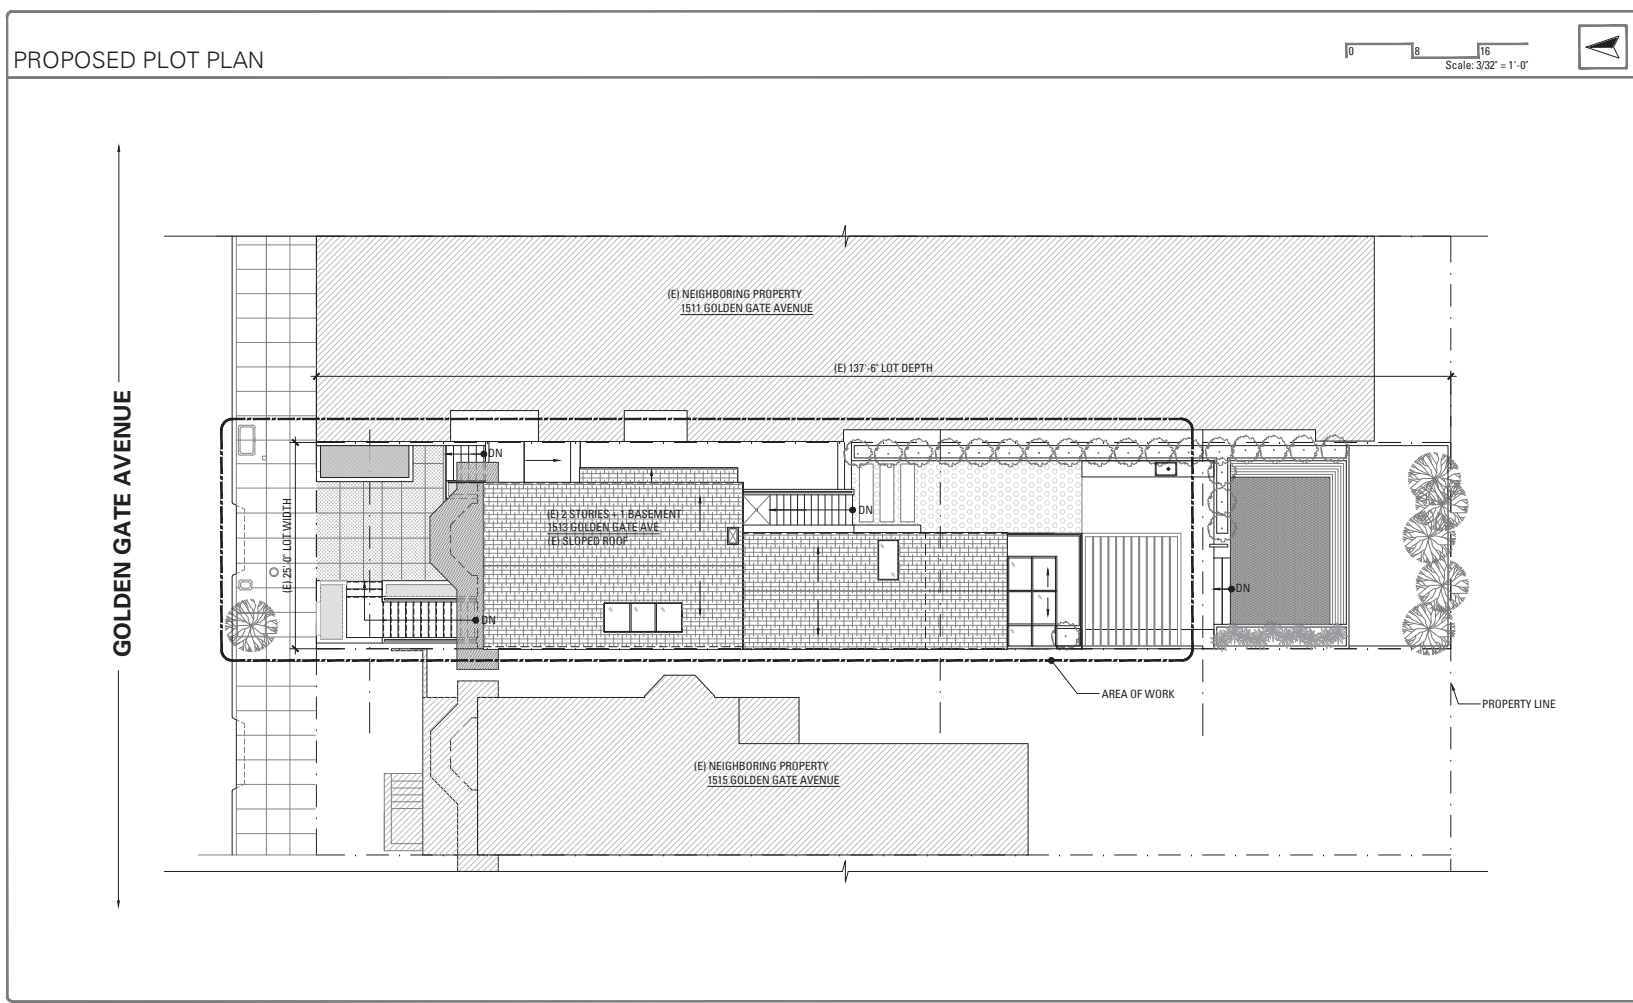 PROPOSED PLOT PLAN
0 8 16
Scale: 3/32" = 1'-0"
GOLDEN GATE AVENUE
(E) NEIGHBORING PROPERTY
1511 GOLDEN GATE AVENUE
(E) 137'-6" LOT DEPTH
(E) 25'-0" LOT WIDTH
DN
(E) 2 STORIES + 1 BASEMENT
1513 GOLDEN GATE AVE
(E) SLOPED ROOF
DN
DN
DN
AREA OF WORK
PROPERTY LINE
(E) NEIGHBORING PROPERTY
1515 GOLDEN GATE AVENUE